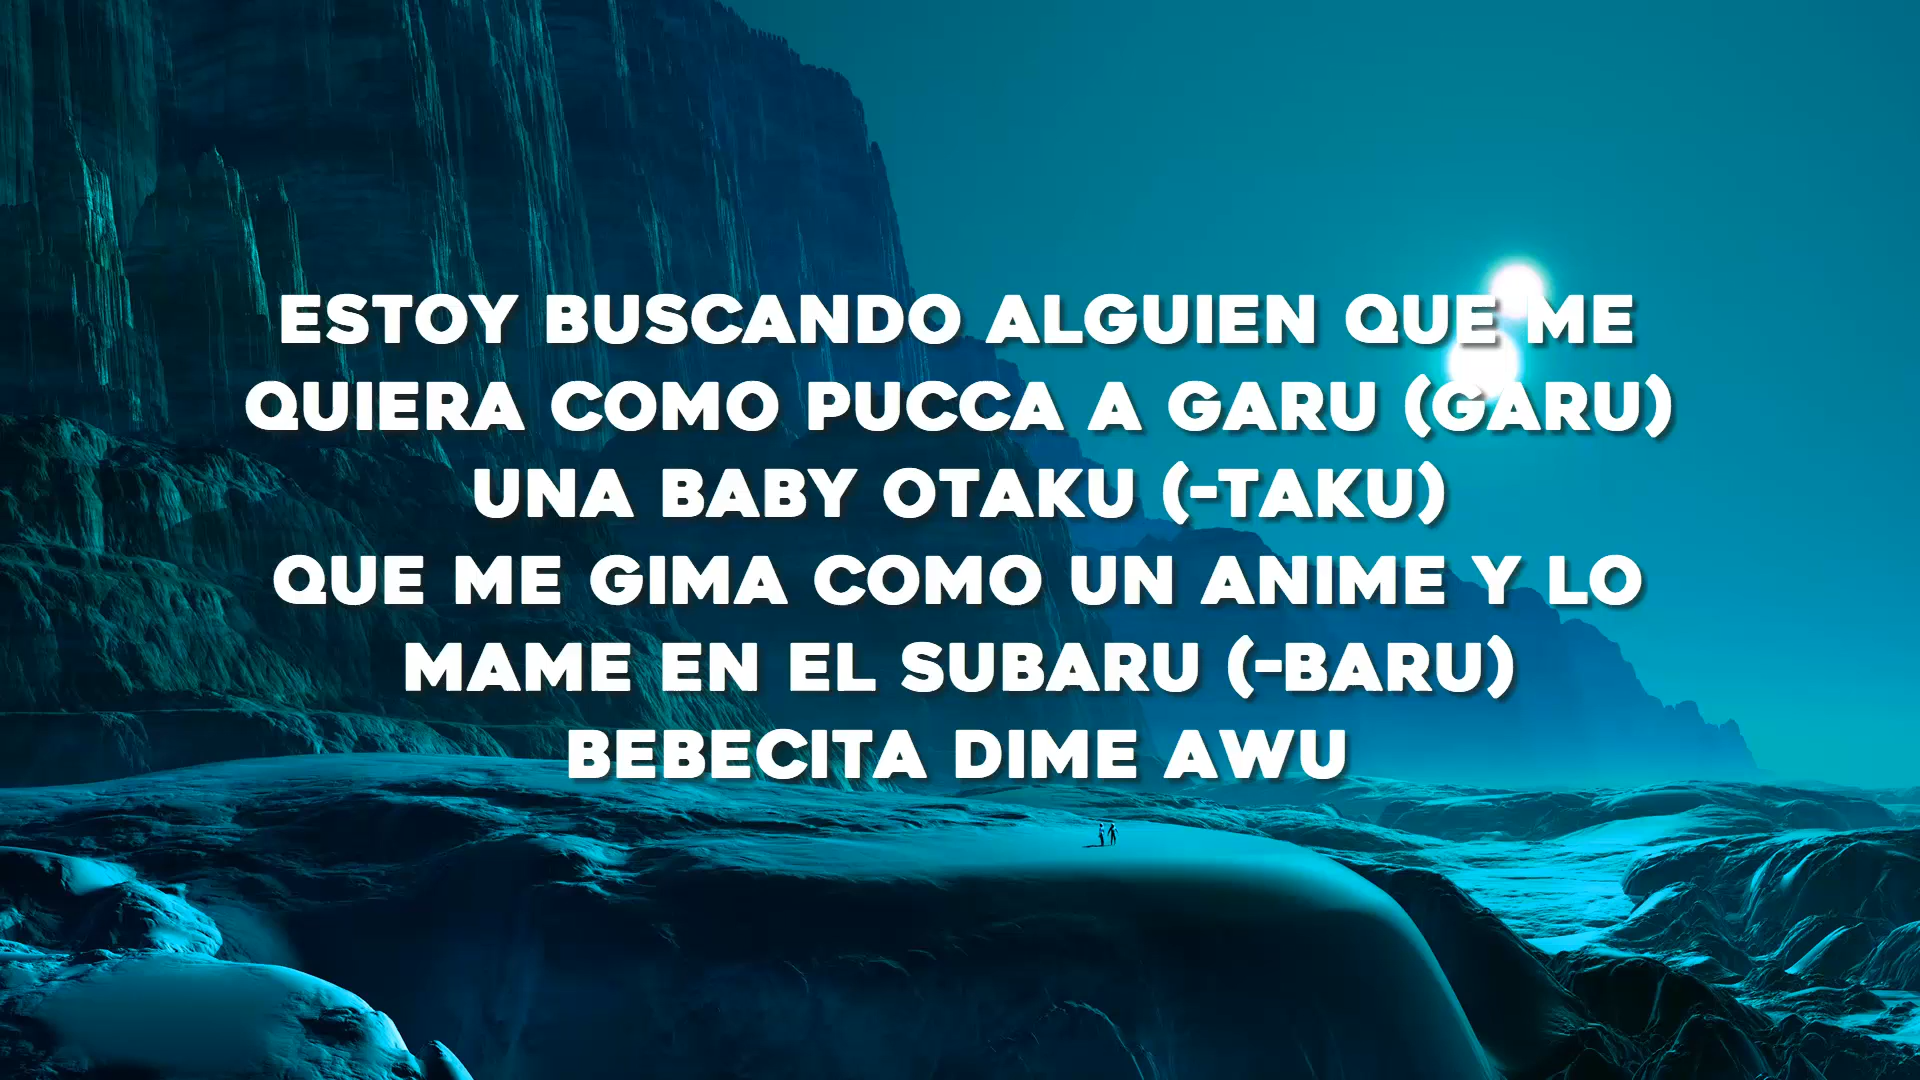 ESTOY BUSCANDO ALGUIEN QUE ME
QUIERA COMO PUCCA A GARU (GARU)
UNA BABY OTAKU (-TAKU)
QUE ME GIMA COMO UN ANIME Y LO
MAME EN EL SUBARU (-BARU)
BEBECITA DIME AWU